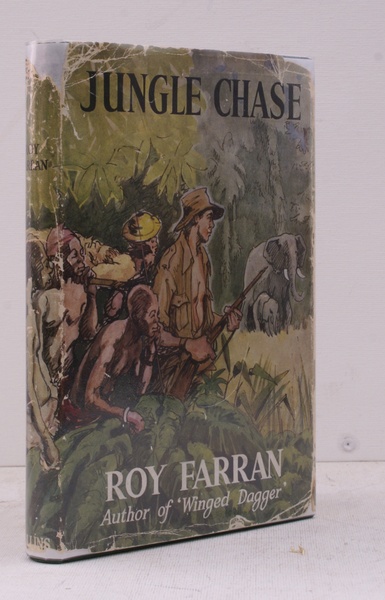 JUNGLE CHASE
ROY FARRAN
Author of 'Winged Dagger'